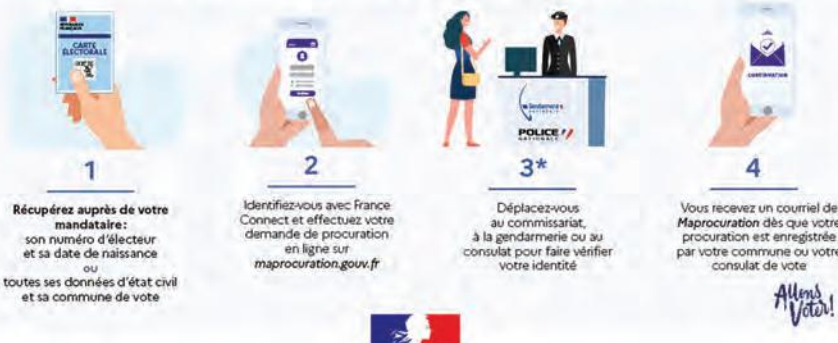 CARTE
ÉLECTORALE
CONFIRMATION
Gendarmerie
POLICE
NATIONALE
1
Récupérez auprès de votre
mandataire:
son numéro d'électeur
et sa date de naissance
ou
toutes ses données d'état civil
et sa commune de vote
2
Identifiez-vous avec France
Connect et effectuez votre
demande de procuration
en ligne sur
maprocuration.gouv.fr
3*
Déplacez-vous
au commissariat,
à la gendarmerie ou au
consulat pour faire vérifier
votre identité
4
Vous recevez un courriel de
Maprocuration dès que votre
procuration est enregistrée
par votre commune ou votre
consulat de vote
Allons
Voter!